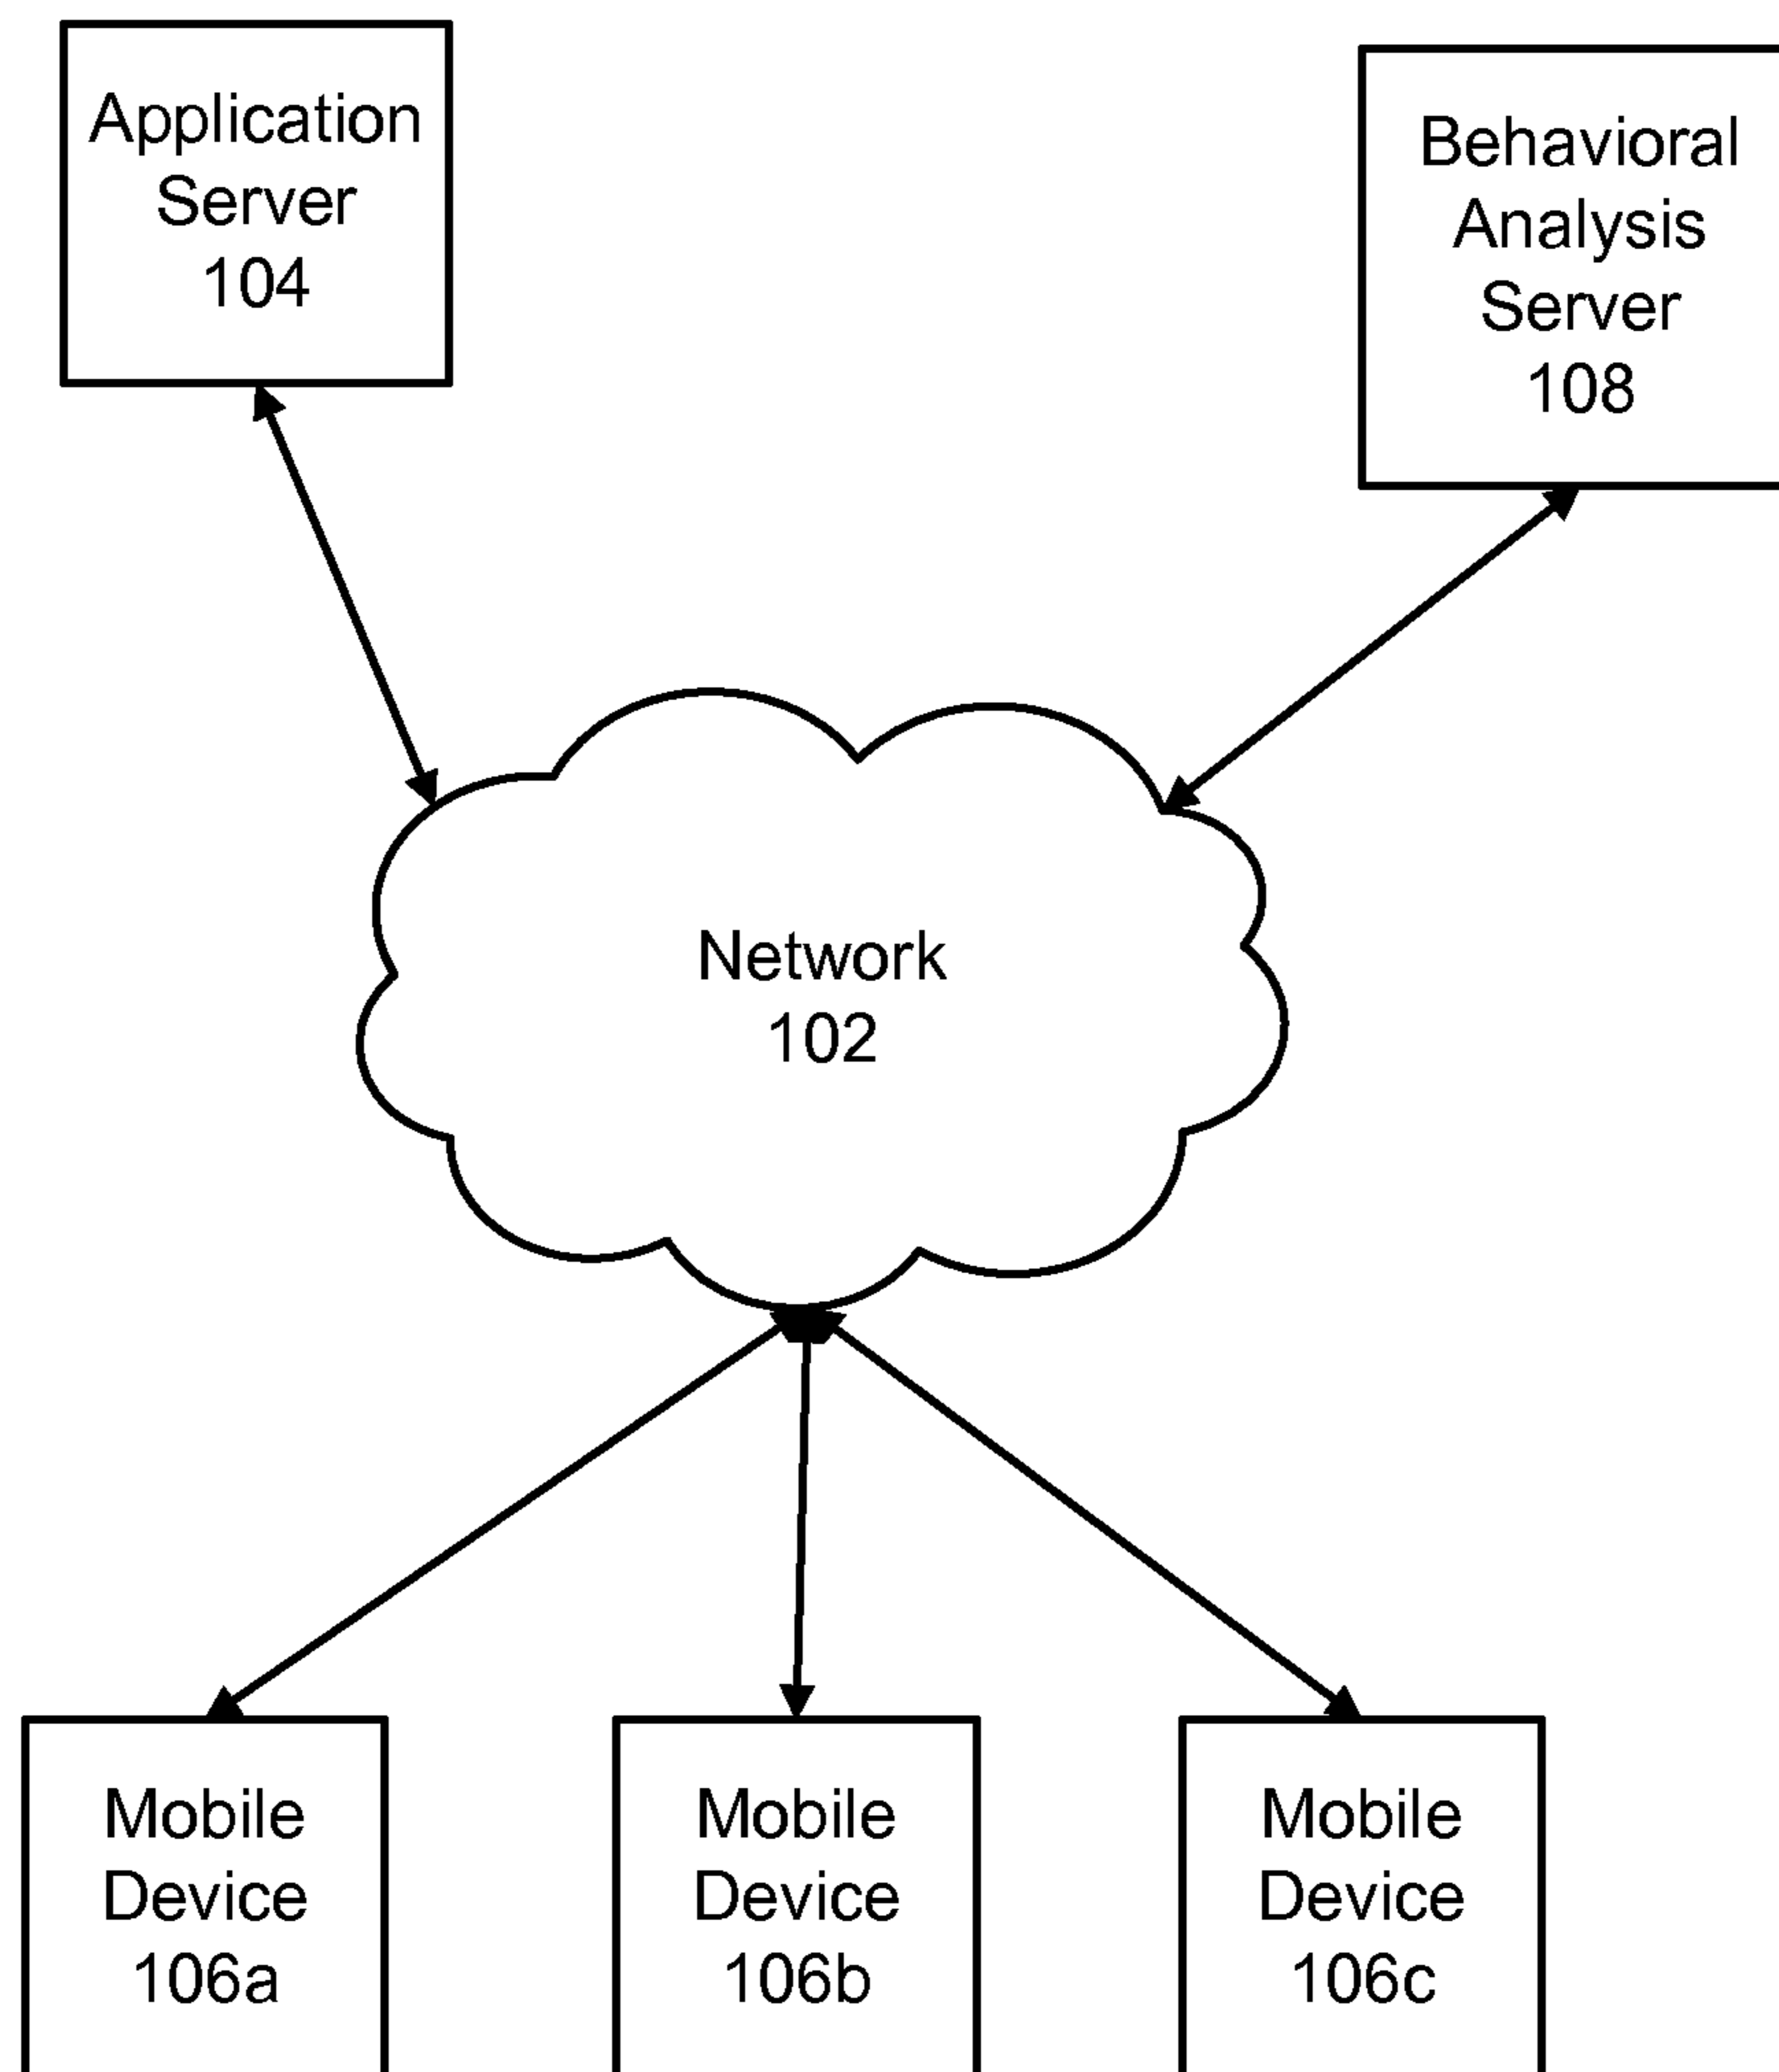 Application
Server
104
Behavioral
Analysis
Server
108
Network
102
Mobile
Device
106a
Mobile
Device
106b
Mobile
Device
106c